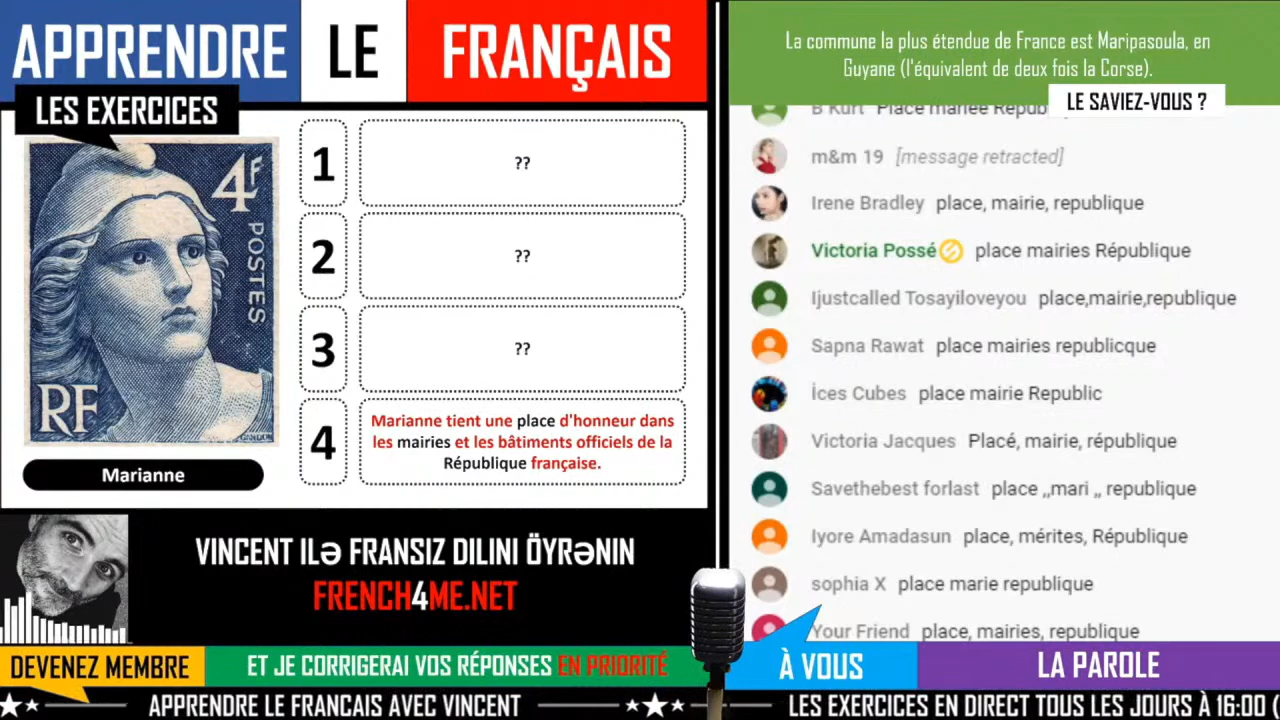 APPRENDRE LE FRANÇAIS
LES EXERCICES
4F
POSTES
RF
GANDON
Marianne
1
??
2
??
3
??
4
Marianne tient une place d'honneur dans
les mairies et les bâtiments officiels de la
République française.
VINCENT ILƏ FRANSIZ DILINI ÖYRƏNIN
FRENCH4ME.NET
DEVENEZ MEMBRE
ET JE CORRIGERAI VOS RÉPONSES EN PRIORITÉ
La commune la plus étendue de France est Maripasoula, en
Guyane (l'équivalent de deux fois la Corse).
LE SAVIEZ-VOUS ?
B Kurt Place mariée Répub
m&m 19 [message retracted]
Irene Bradley place, mairie, republique
Victoria Possé place mairies République
Ijustcalled Tosayiloveyou place,mairie,republique
Sapna Rawat place mairies republicque
İces Cubes place mairie Republic
Victoria Jacques Placé, mairie, république
Savethebest forlast place ,,mari ,, republique
Iyore Amadasun place, mérites, République
sophia X place marie republique
Your Friend place, mairies, republique
À VOUS
LA PAROLE
APPRENDRE LE FRANCAIS AVEC VINCENT
LES EXERCICES EN DIRECT TOUS LES JOURS À 16:00 (